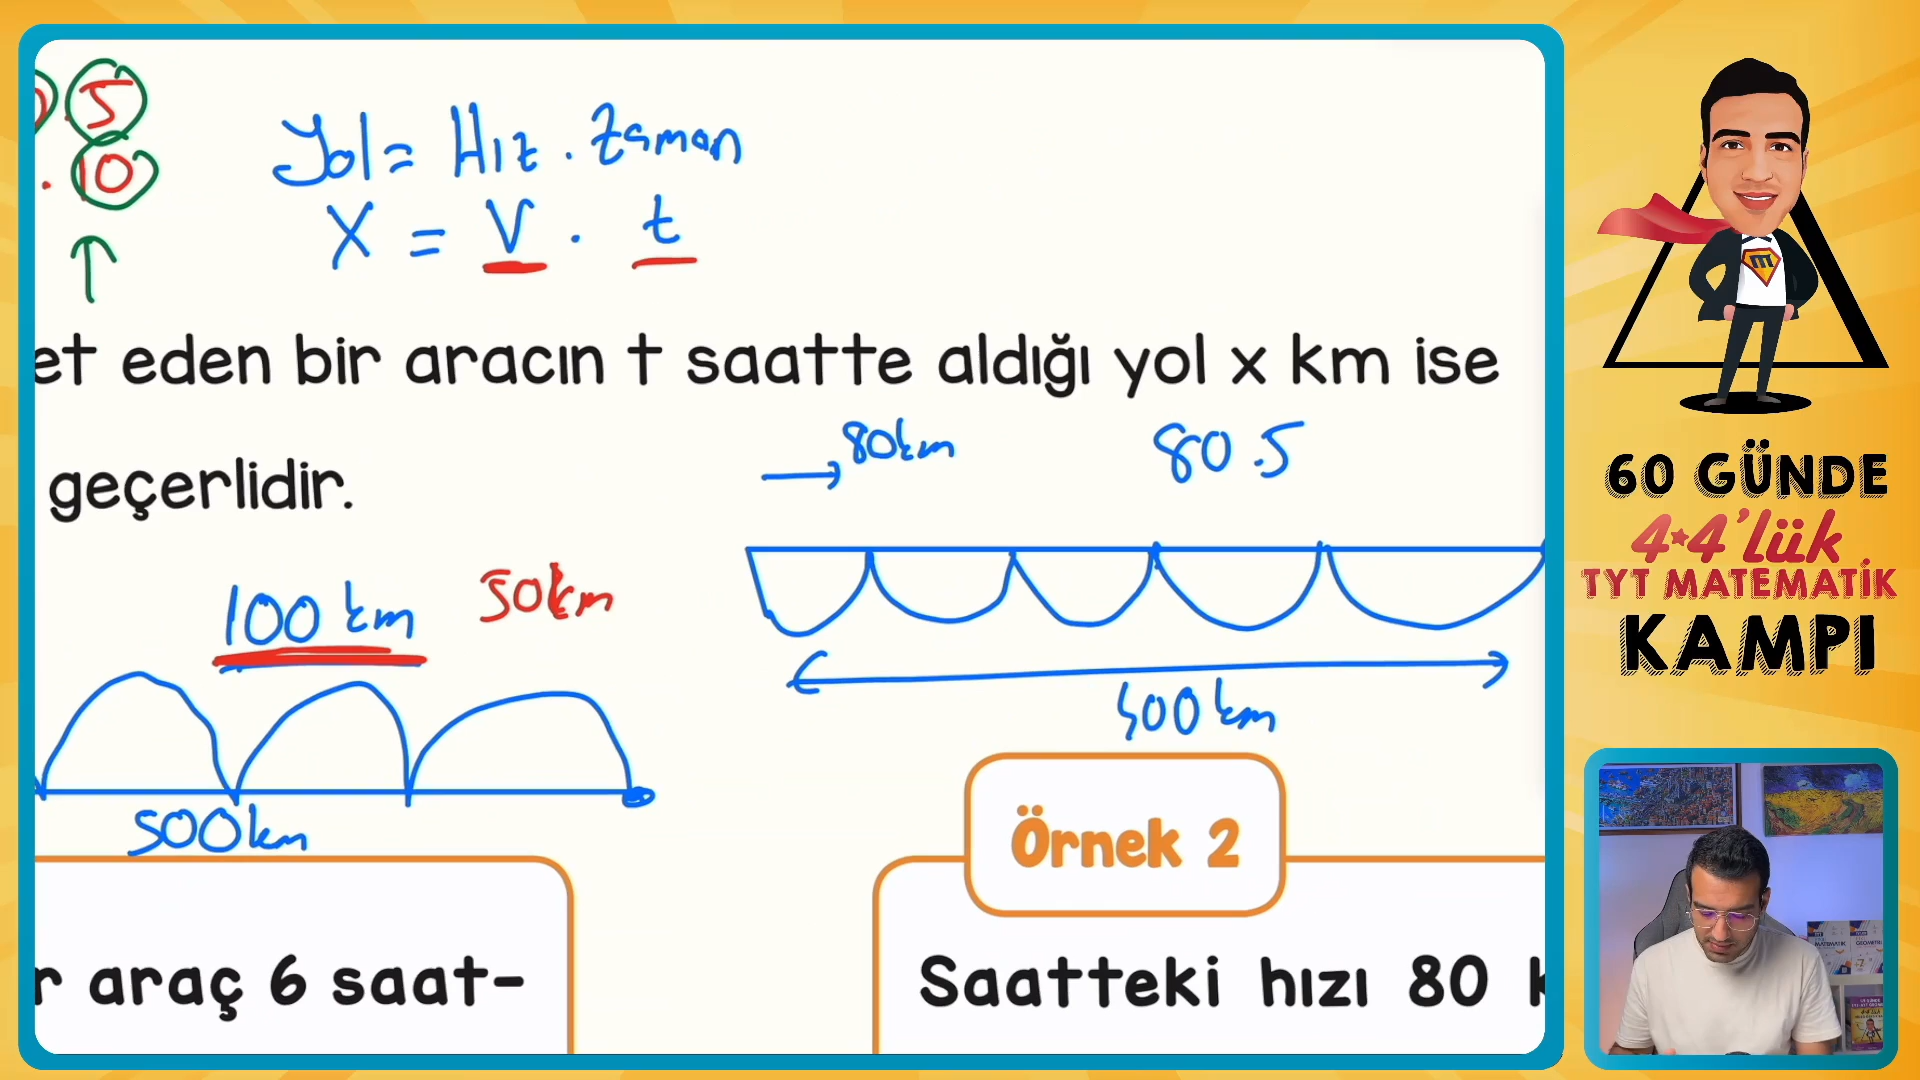 5
. 10
Yol = Hız . Zaman
X = V . t
et eden bir aracın t saatte aldığı yol x km ise
80km
80.5
geçerlidir.
100 km
50km
400 km
500km
Örnek 2
r araç 6 saat-
Saatteki hızı 80
60 GÜNDE
4★4'lük
TYT MATEMATİK
KAMPI
m